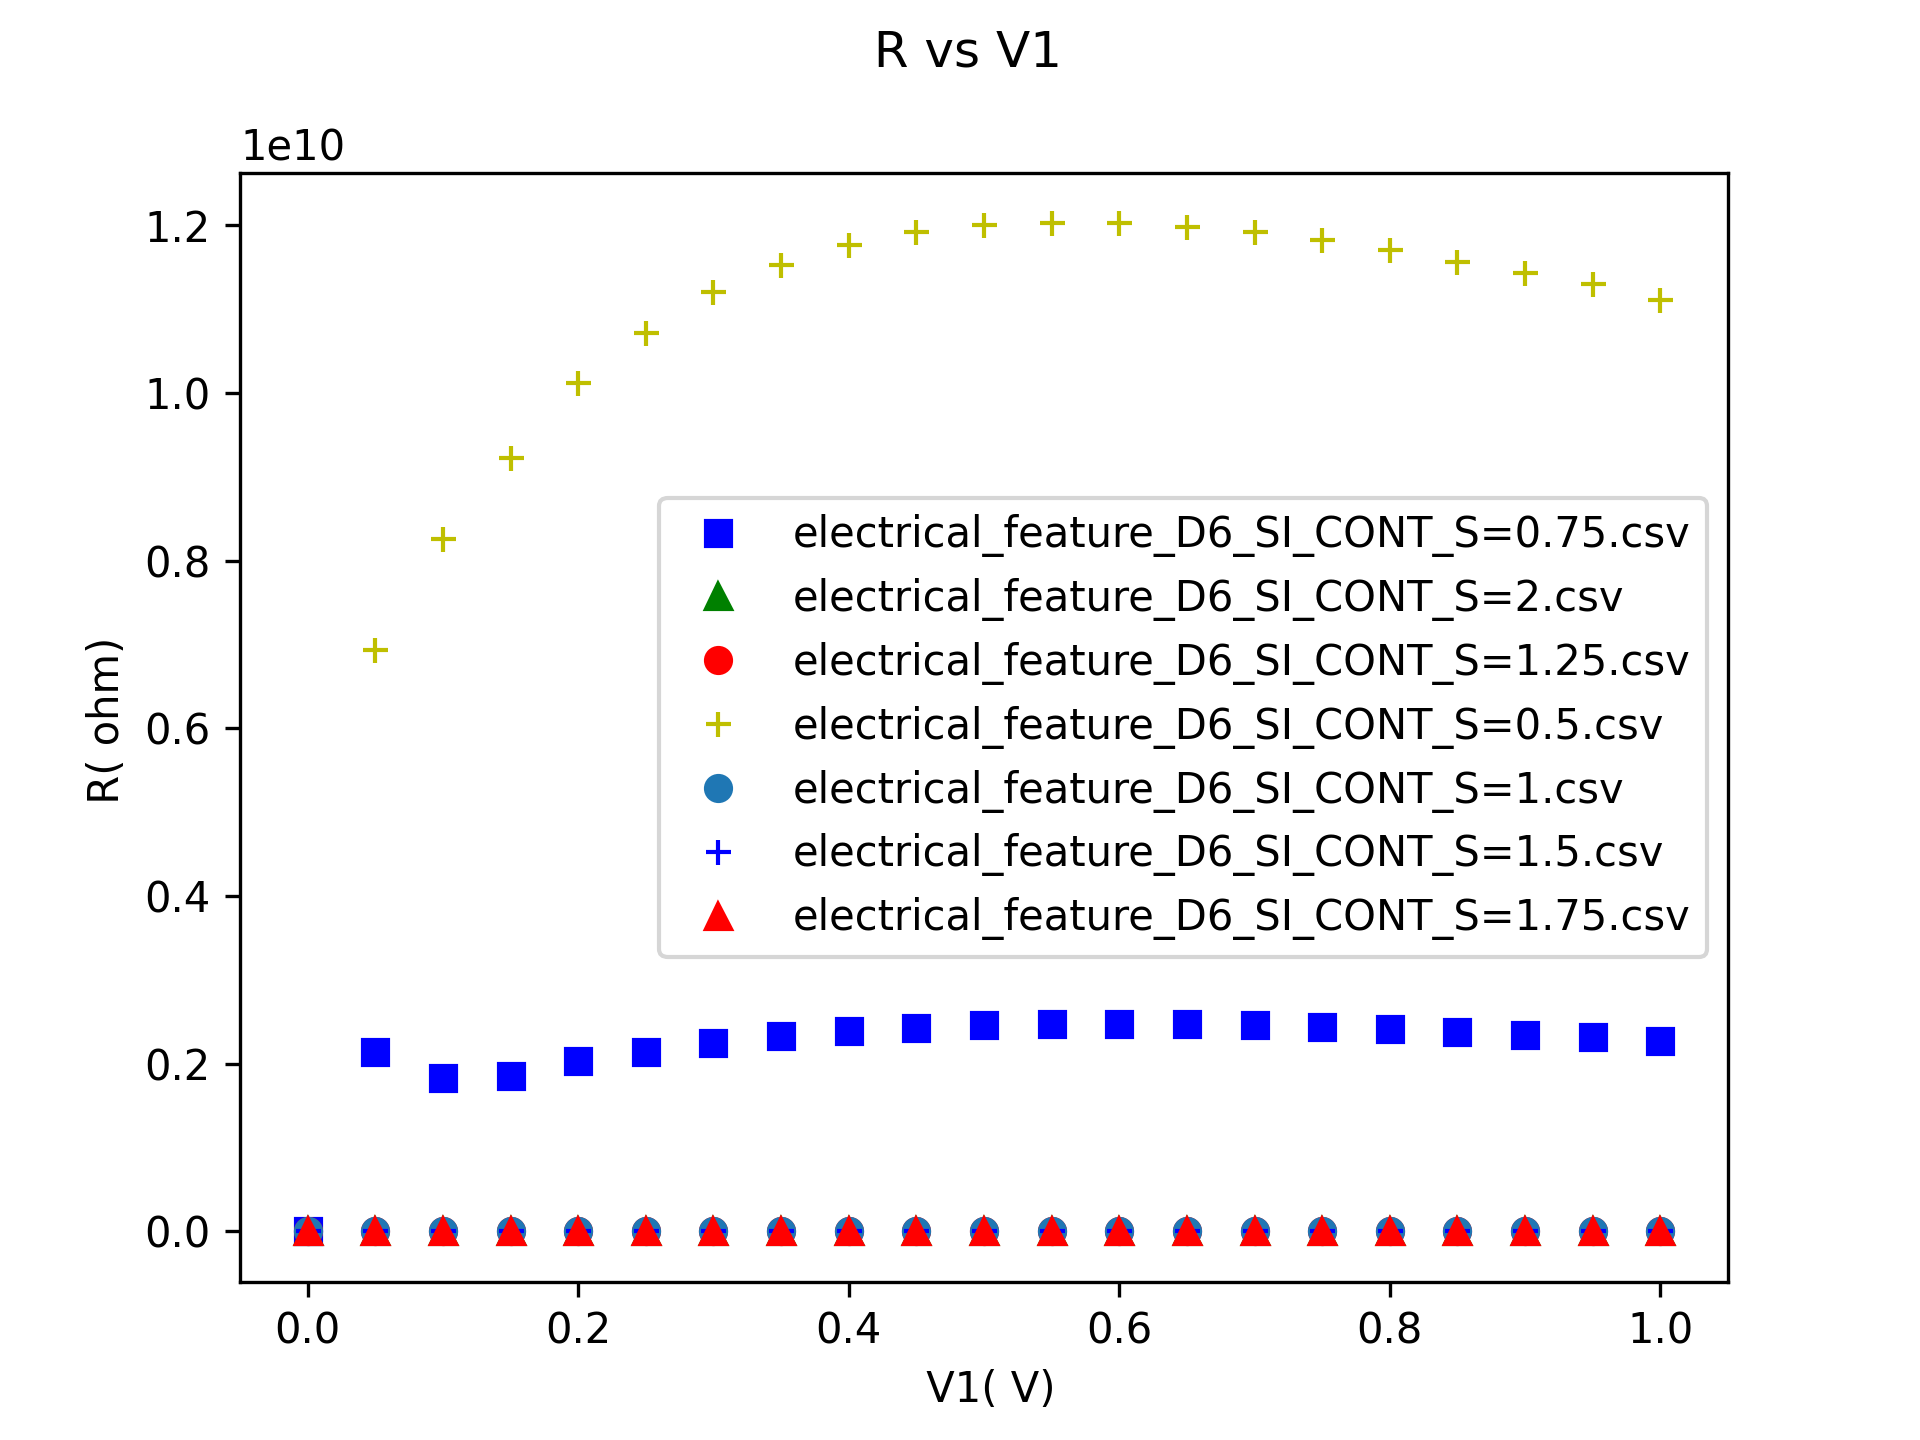 R vs V1
1e10
1.2
1.0
0.8
0.6
0.4
0.2
0.0
R( ohm)
electrical_feature_D6_SI_CONT_S=0.75.csv
electrical_feature_D6_SI_CONT_S=2.csv
electrical_feature_D6_SI_CONT_S=1.25.csv
electrical_feature_D6_SI_CONT_S=0.5.csv
electrical_feature_D6_SI_CONT_S=1.csv
electrical_feature_D6_SI_CONT_S=1.5.csv
electrical_feature_D6_SI_CONT_S=1.75.csv
0.0 0.2 0.4 0.6 0.8 1.0
V1( V)